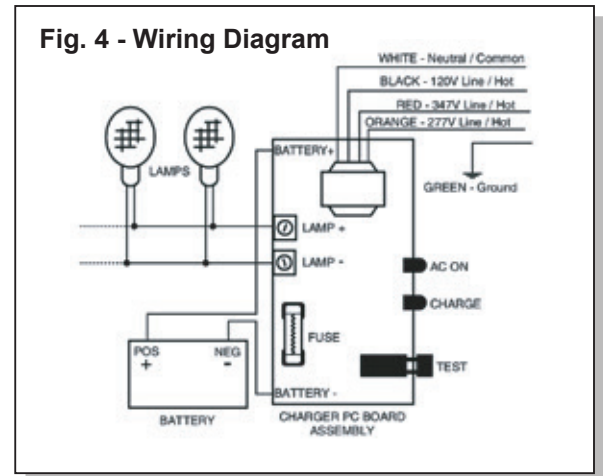 Fig. 4 - Wiring Diagram
WHITE - Neutral / Common
BLACK - 120V Line / Hot
RED - 347V Line / Hot
ORANGE - 277V Line / Hot
BATTERY+
GREEN - Ground
LAMPS
LAMP +
LAMP -
AC ON
CHARGE
FUSE
POS
+
NEG
-
TEST
BATTERY -
BATTERY
CHARGER PC BOARD
ASSEMBLY